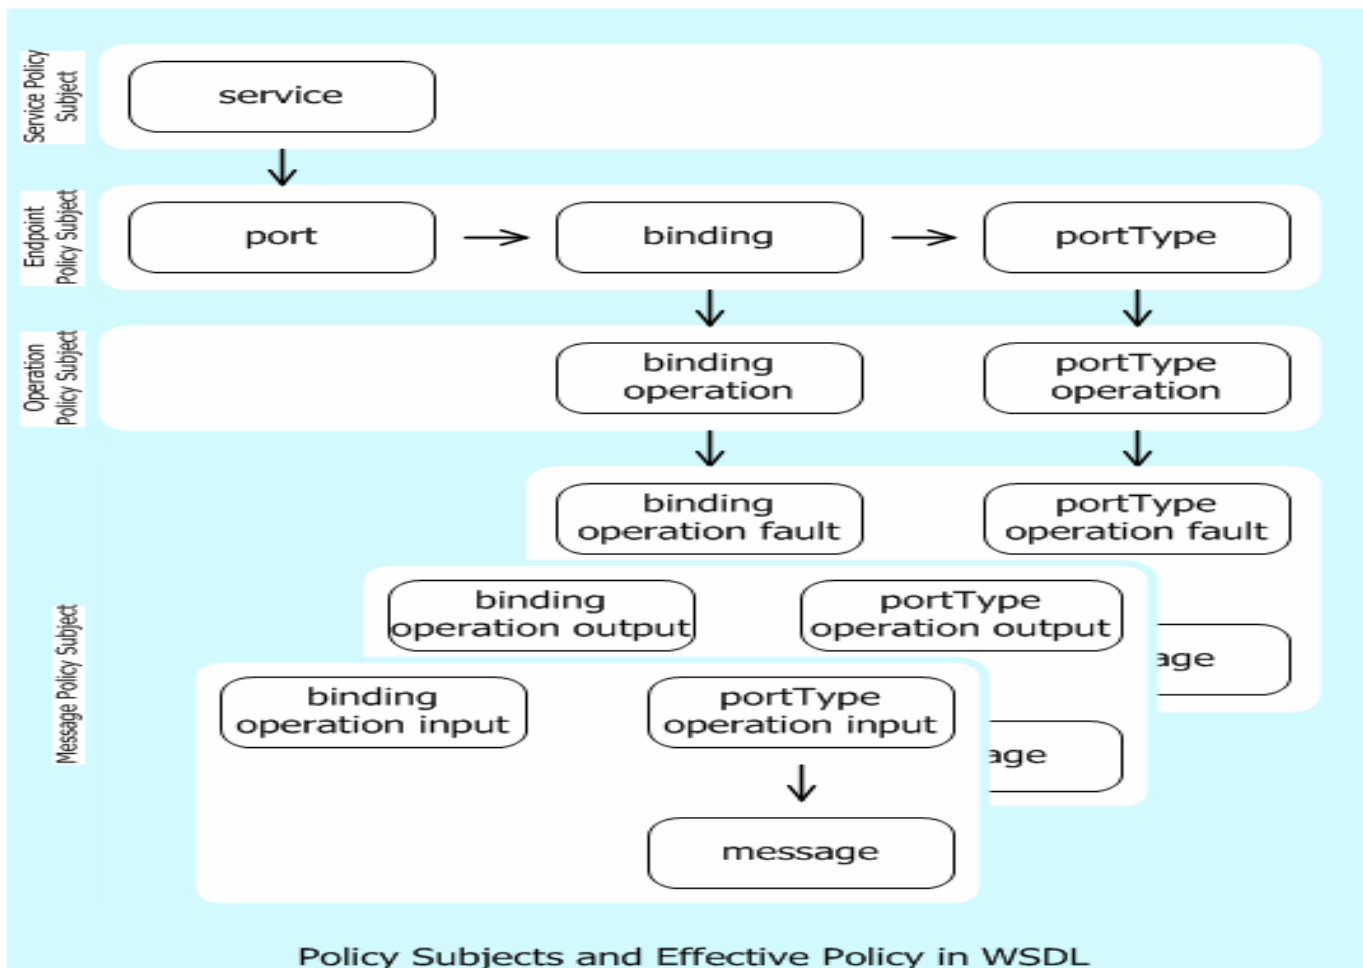 Service Policy
Subject
service
Endpoint
Policy Subject
port
binding
portType
Operation
Policy Subject
binding
operation
portType
operation
Message Policy Subject
binding
operation fault
portType
operation fault
binding
operation output
portType
operation output
age
binding
operation input
portType
operation input
age
message
Policy Subjects and Effective Policy in WSDL